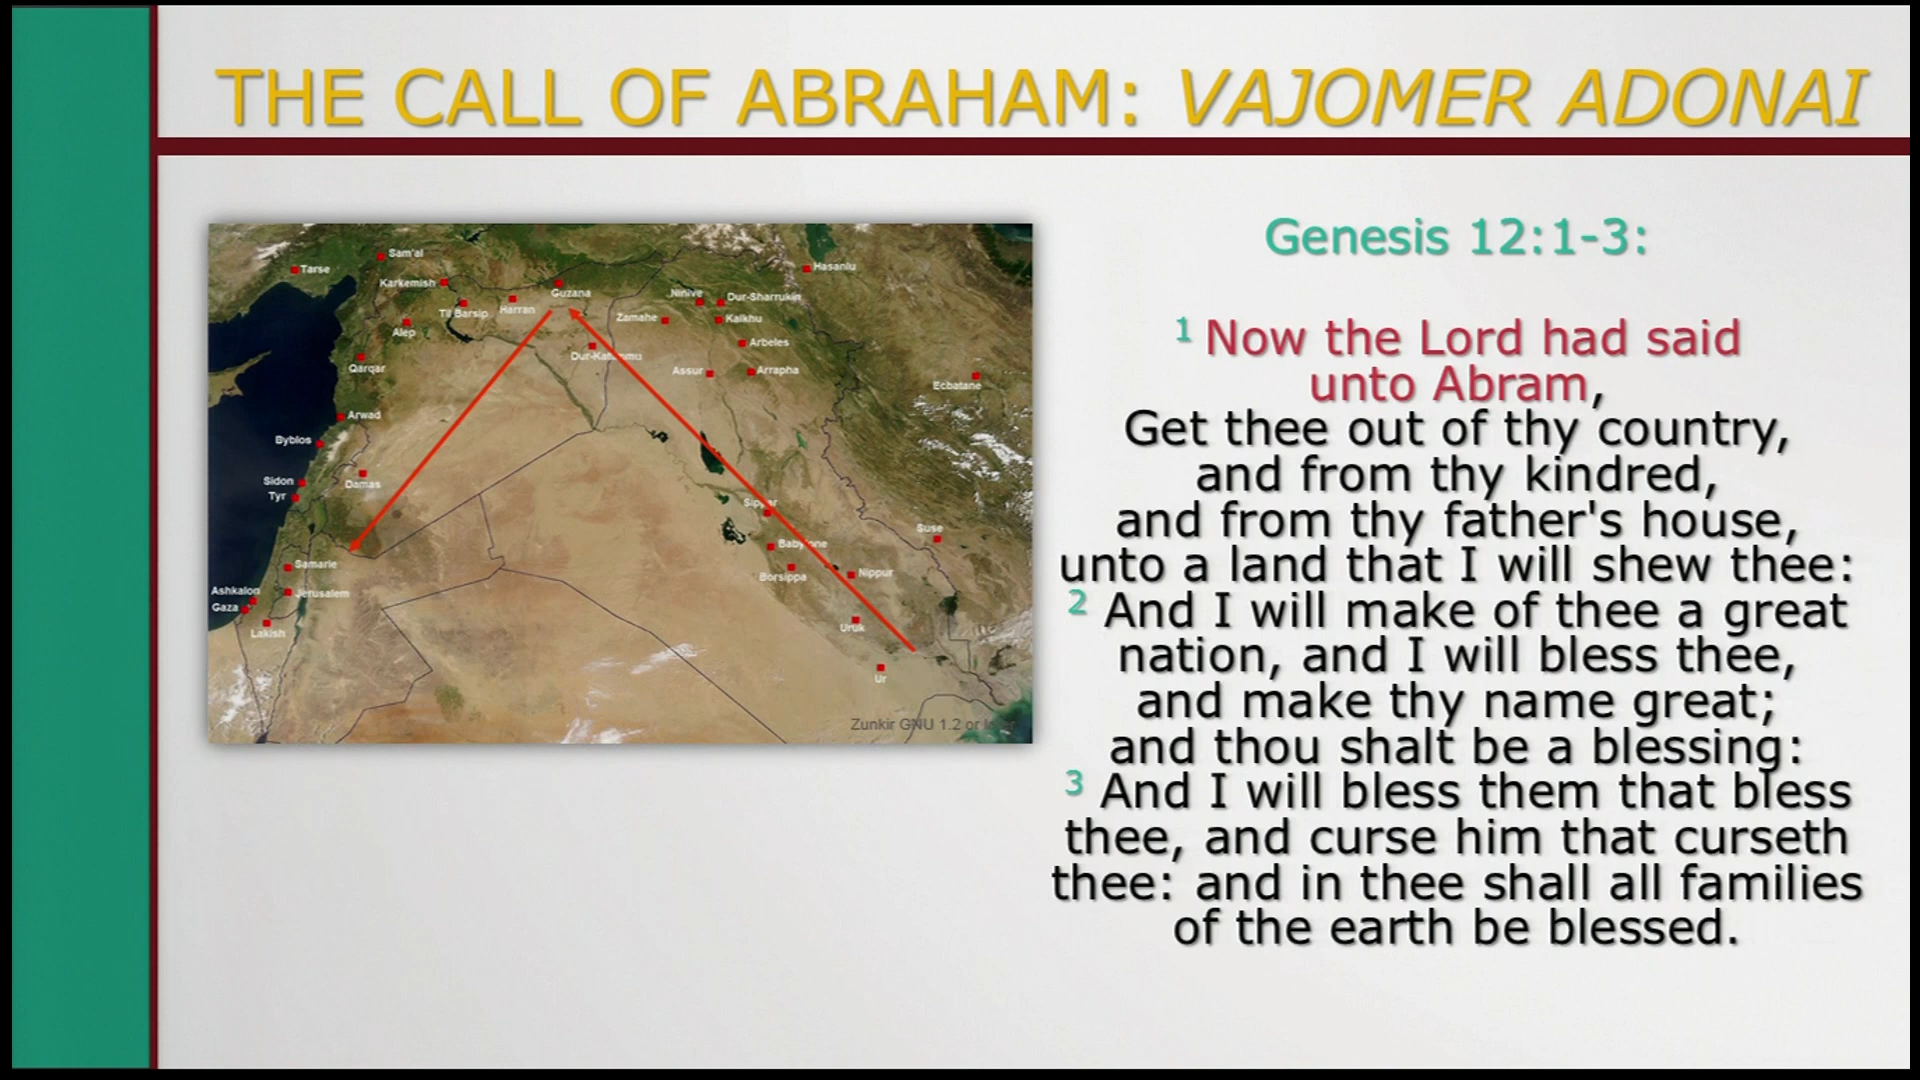 THE CALL OF ABRAHAM: VAJOMER ADONAI
Sam'al
Tarse
Karkemish
Guzana
Hasanlu
Ninive
Dur-Sharrukin
Til Barsip
Harran
Zamahe
Kalkhu
Alep
Arbeles
Dur-Katlimmu
Qarqar
Assur
Arrapha
Ecbatane
Arwad
Byblos
Sidon
Damas
Tyr
Sippar
Suse
Babylone
Samarie
Borsippa
Nippur
Ashkalon
Jerusalem
Gaza
Lakish
Uruk
Ur
Zunkir GNU 1.2 or later
Genesis 12:1-3:
1 Now the Lord had said
unto Abram,
Get thee out of thy country,
and from thy kindred,
and from thy father's house,
unto a land that I will shew thee:
2 And I will make of thee a great
nation, and I will bless thee,
and make thy name great;
and thou shalt be a blessing:
3 And I will bless them that bless
thee, and curse him that curseth
thee: and in thee shall all families
of the earth be blessed.